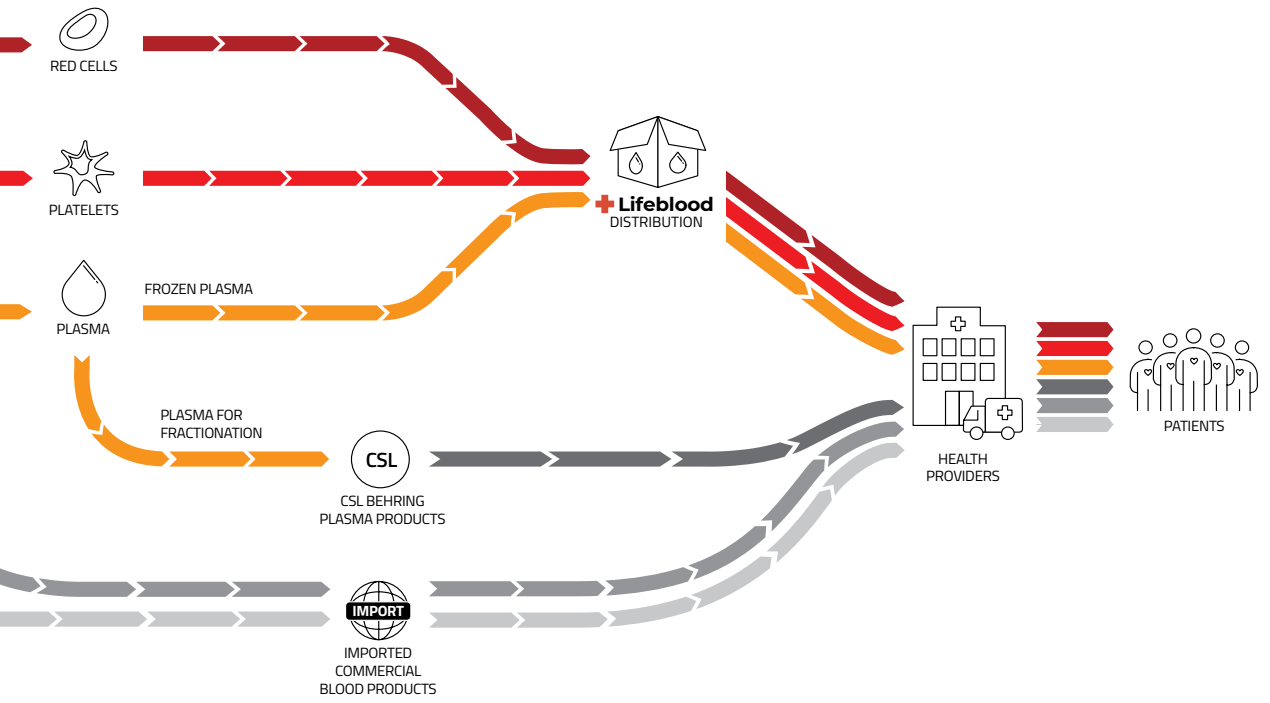 RED CELLS
PLATELETS
Lifeblood
DISTRIBUTION
FROZEN PLASMA
PLASMA
PLASMA FOR
FRACTIONATION
CSL
CSL BEHRING
PLASMA PRODUCTS
HEALTH
PROVIDERS
PATIENTS
IMPORT
IMPORTED
COMMERCIAL
BLOOD PRODUCTS